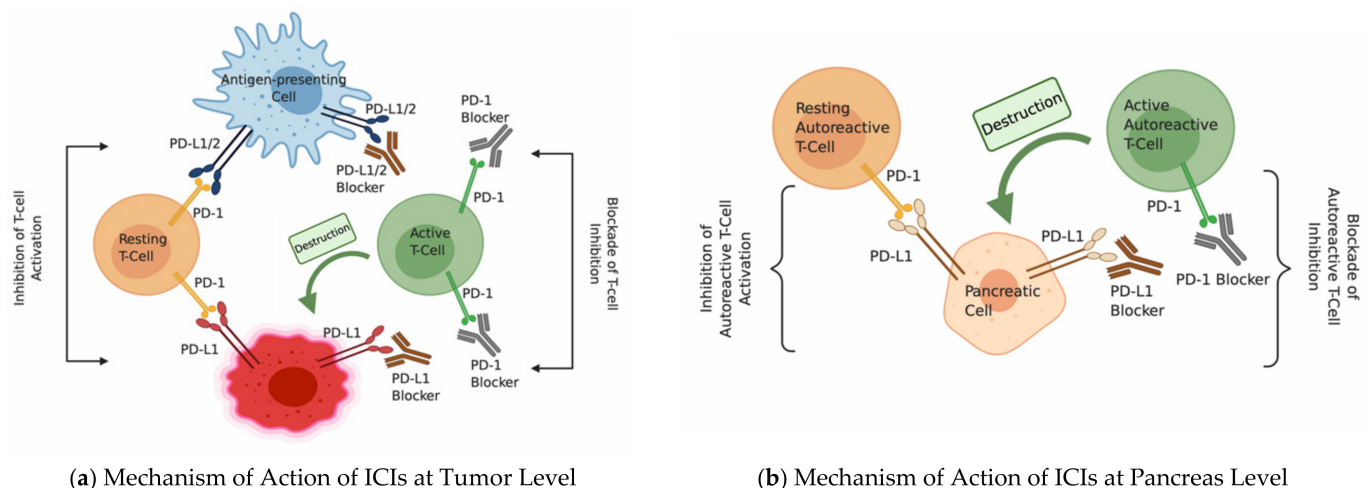 Antigen-presenting
Cell
PD-L1/2
PD-1
Blocker
PD-L1/2
PD-L1/2
Blocker
PD-1
PD-1
Inhibition of T-cell
Activation
Resting
T-Cell
Destruction
Active
T-Cell
Blockade of T-cell
Inhibition
PD-1
PD-1
PD-L1
PD-L1
PD-L1
Blocker
PD-1
Blocker
(a) Mechanism of Action of ICIs at Tumor Level
Resting
Autoreactive
T-Cell
Destruction
Active
Autoreactive
T-Cell
PD-1
PD-1
Inhibition of
Autoreactive T-Cell
Activation
PD-L1
PD-L1
PD-L1
Blocker
PD-1 Blocker
Pancreatic
Cell
Blockade of
Autoreactive T-Cell
Inhibition
(b) Mechanism of Action of ICIs at Pancreas Level